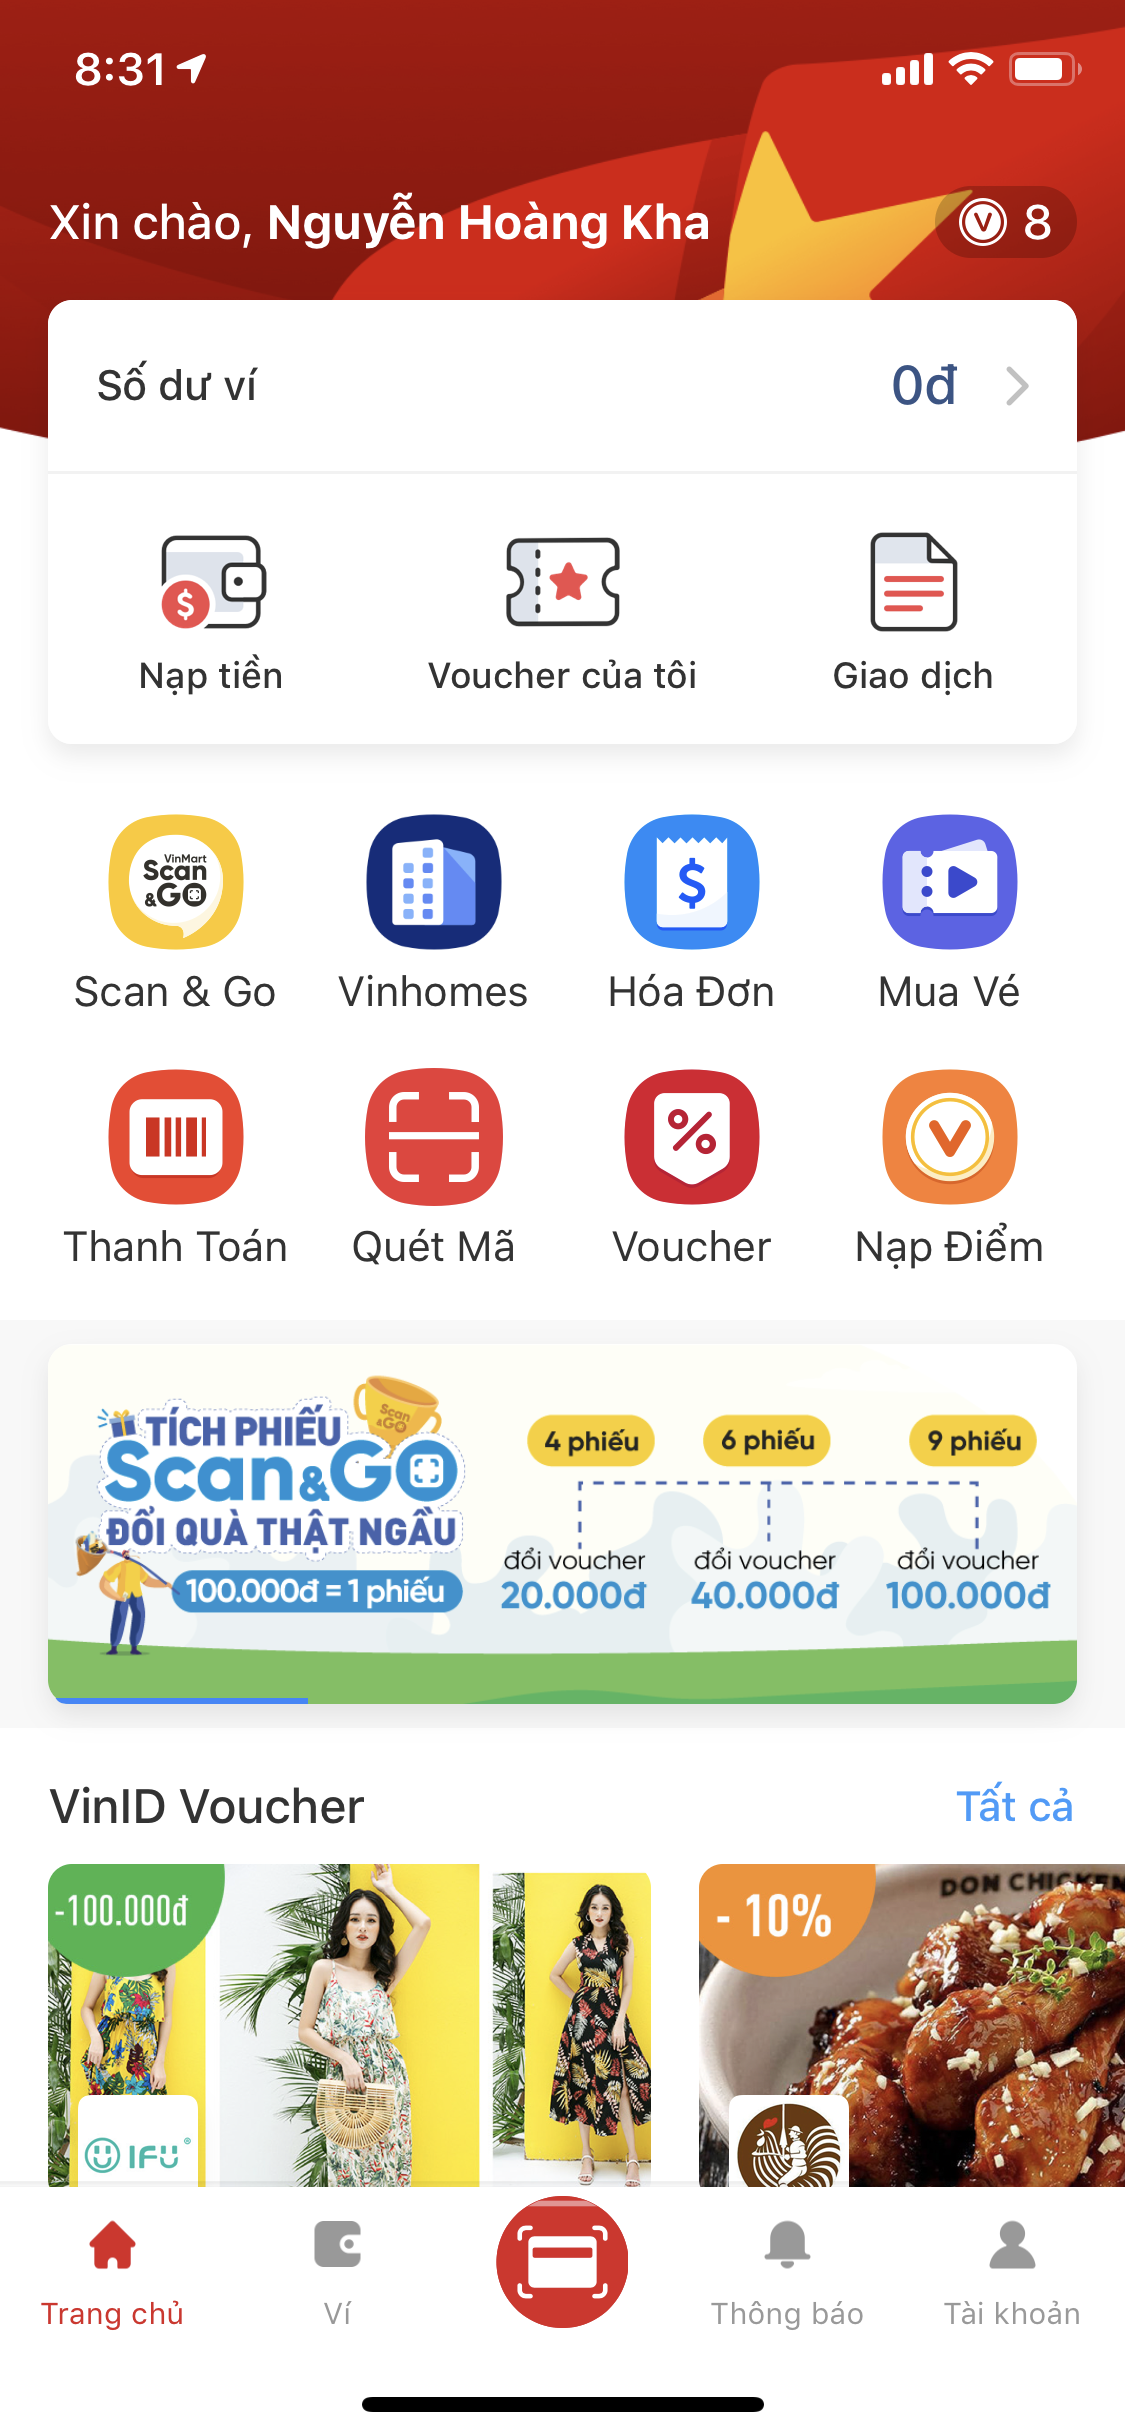 8:31
Xin chào, Nguyễn Hoàng Kha
V 8
Số dư ví 0đ
$
Nạp tiền Voucher của tôi Giao dịch
VinMart
Scan
&GO
$
Scan & Go Vinhomes Hóa Đơn Mua Vé
V
Thanh Toán Quét Mã Voucher Nạp Điểm
Scan
&GO
TÍCH PHIẾU
Scan&GO
ĐỔI QUÀ THẬT NGẦU
100.000đ = 1 phiếu
4 phiếu 6 phiếu 9 phiếu
đổi voucher đổi voucher đổi voucher
20.000đ 40.000đ 100.000đ
VinID Voucher Tất cả
-100.000đ
IFU®
- 10%
DON CHICKEN
Trang chủ Ví Thông báo Tài khoản